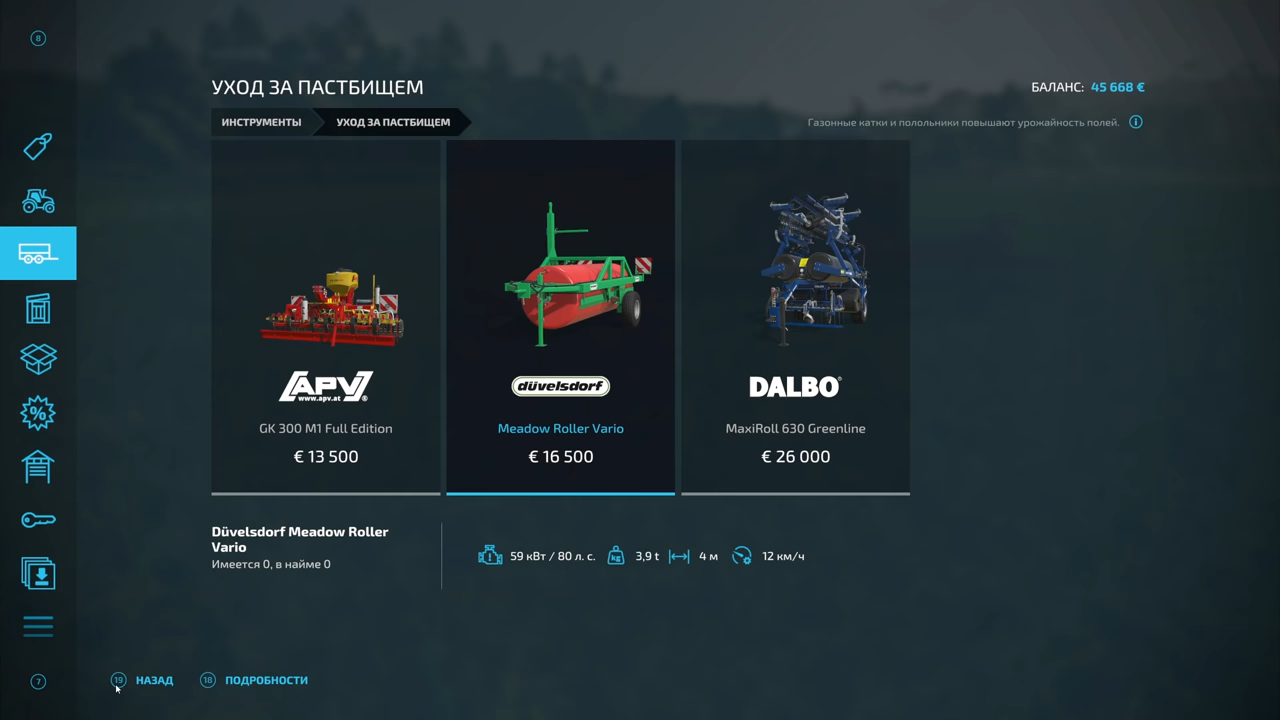 8
УХОД ЗА ПАСТБИЩЕМ
БАЛАНС: 45 668 €
ИНСТРУМЕНТЫ УХОД ЗА ПАСТБИЩЕМ
Газонные катки и полольники повышают урожайность полей.
APV
www.apv.at
düvelsdorf
DALBO
GK 300 M1 Full Edition
Meadow Roller Vario
MaxiRoll 630 Greenline
€ 13 500
€ 16 500
€ 26 000
Düvelsdorf Meadow Roller
Vario
Имеется 0, в найме 0
59 кВт / 80 л. с. kg 3,9 t 4 м 12 км/ч
7
19 НАЗАД 18 ПОДРОБНОСТИ